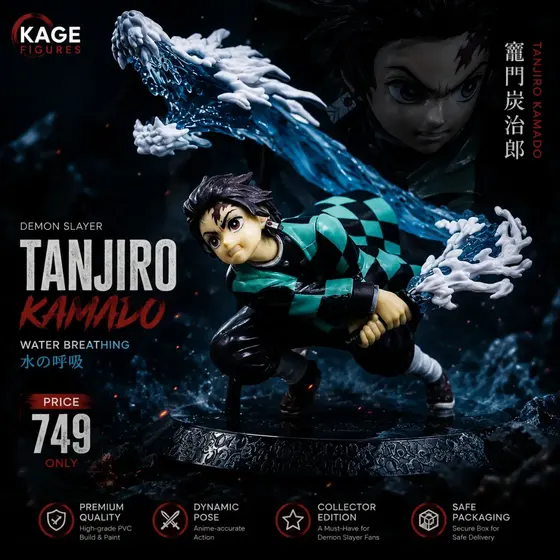 KAGE
FIGURES
竈門炭治郎
TANJIRO KAMADO
DEMON SLAYER
TANJIRO
KAMADO
WATER BREATHING
水の呼吸
PRICE
749
ONLY
PREMIUM
QUALITY
High-grade PVC
Build & Paint
DYNAMIC
POSE
Anime-accurate
Action
COLLECTOR
EDITION
A Must-Have for
Demon Slayer Fans
SAFE
PACKAGING
Secure Box for
Safe Delivery